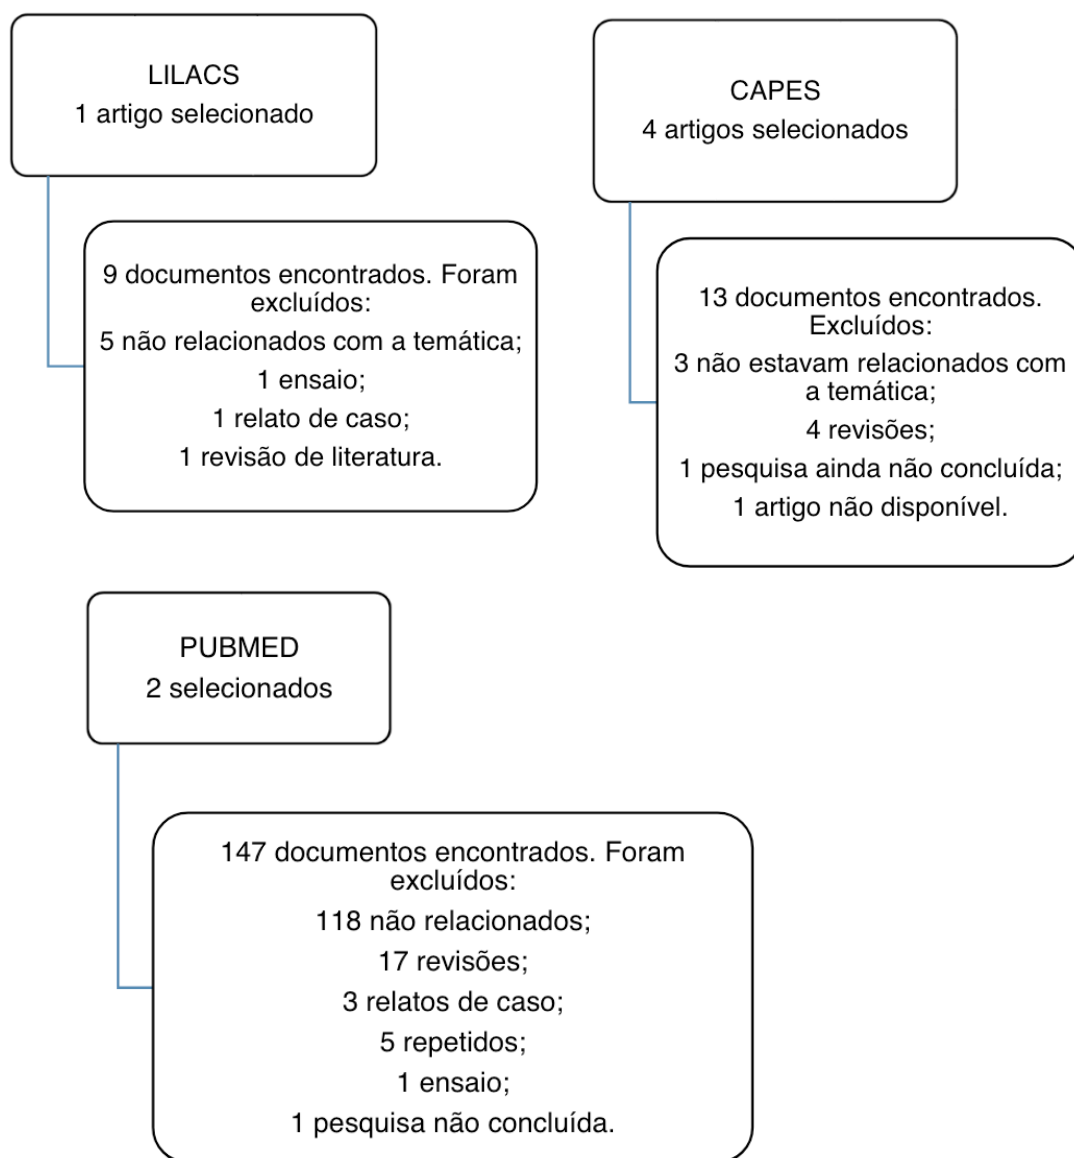 LILACS
1 artigo selecionado
9 documentos encontrados. Foram
excluídos:
5 não relacionados com a temática;
1 ensaio;
1 relato de caso;
1 revisão de literatura.
CAPES
4 artigos selecionados
13 documentos encontrados.
Excluídos:
3 não estavam relacionados com
a temática;
4 revisões;
1 pesquisa ainda não concluída;
1 artigo não disponível.
PUBMED
2 selecionados
147 documentos encontrados. Foram
excluídos:
118 não relacionados;
17 revisões;
3 relatos de caso;
5 repetidos;
1 ensaio;
1 pesquisa não concluída.